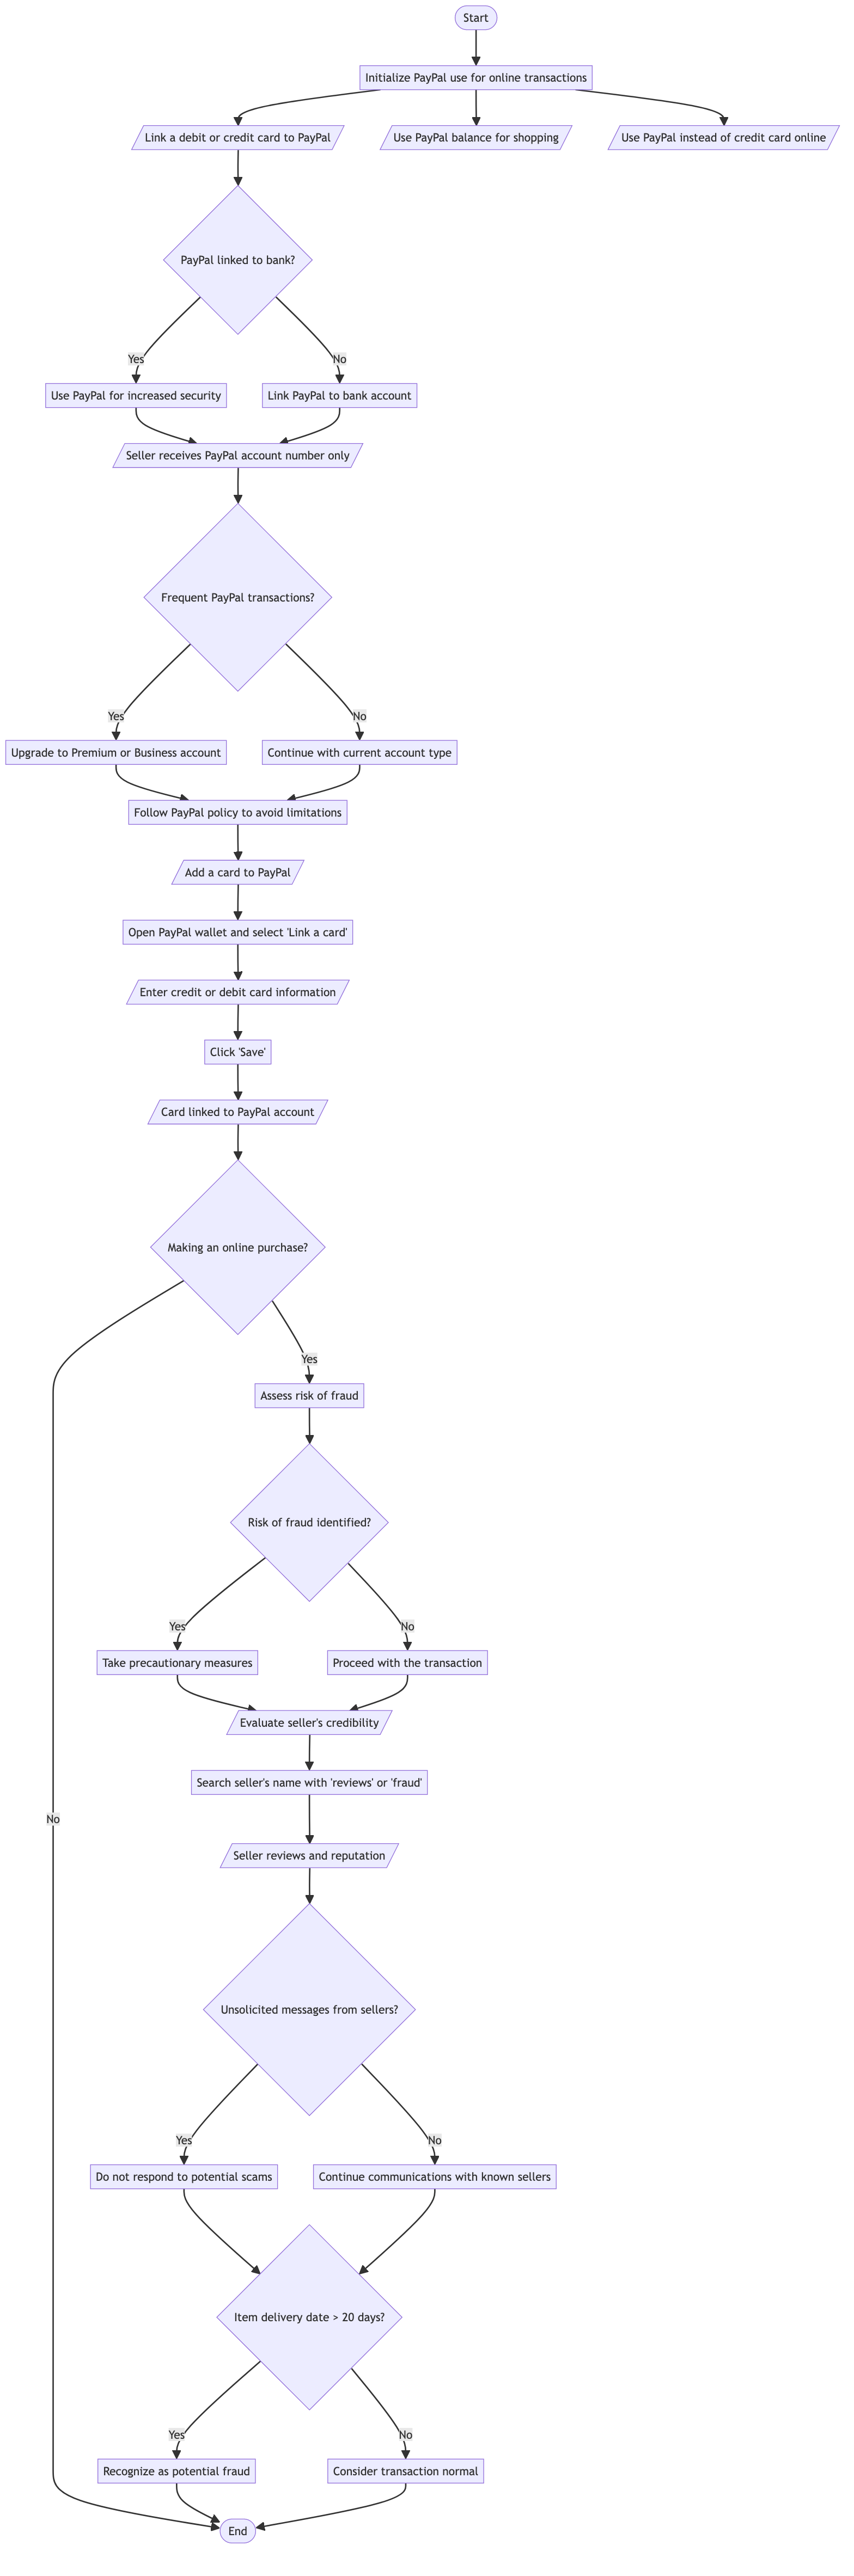 Start
Initialize PayPal use for online transactions
Link a debit or credit card to PayPal
Use PayPal balance for shopping
Use PayPal instead of credit card online
PayPal linked to bank?
Yes
No
Use PayPal for increased security
Link PayPal to bank account
Seller receives PayPal account number only
Frequent PayPal transactions?
Yes
No
Upgrade to Premium or Business account
Continue with current account type
Follow PayPal policy to avoid limitations
Add a card to PayPal
Open PayPal wallet and select 'Link a card'
Enter credit or debit card information
Click 'Save'
Card linked to PayPal account
Making an online purchase?
Yes
Assess risk of fraud
Risk of fraud identified?
Yes
No
Take precautionary measures
Proceed with the transaction
Evaluate seller's credibility
Search seller's name with 'reviews' or 'fraud'
No
Seller reviews and reputation
Unsolicited messages from sellers?
Yes
No
Do not respond to potential scams
Continue communications with known sellers
Item delivery date > 20 days?
Yes
No
Recognize as potential fraud
Consider transaction normal
End